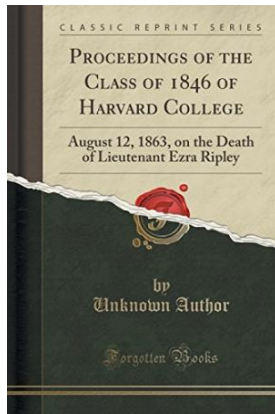 CLASSIC REPRINT SERIES
PROCEEDINGS OF THE
CLASS OF 1846 OF
HARVARD COLLEGE
August 12, 1863, on the Death
of Lieutenant Ezra Ripley
by
Unknown Author
Forgotten Books